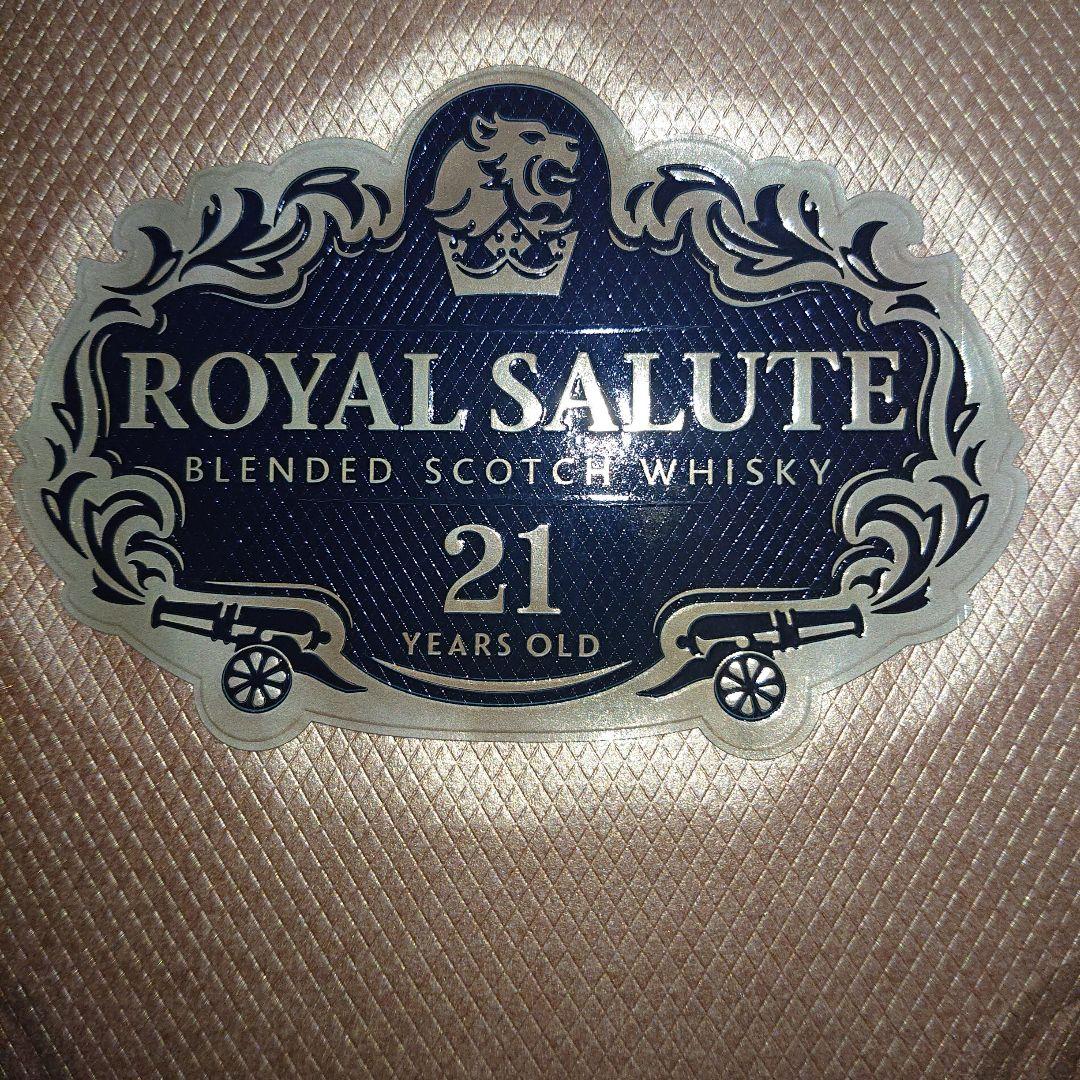 ROYAL SALUTE
BLENDED SCOTCH WHISKY
21
YEARS OLD